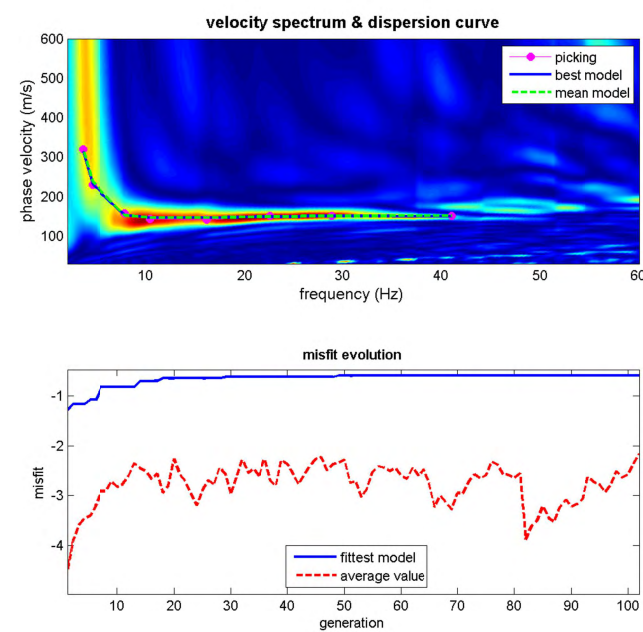 velocity spectrum & dispersion curve
600
500
400
300
200
100
phase velocity (m/s)
picking
best model
mean model
10
20
30
40
50
60
frequency (Hz)
misfit evolution
-1
-2
-3
-4
misfit
fittest model
average value
10
20
30
40
50
60
70
80
90
100
generation